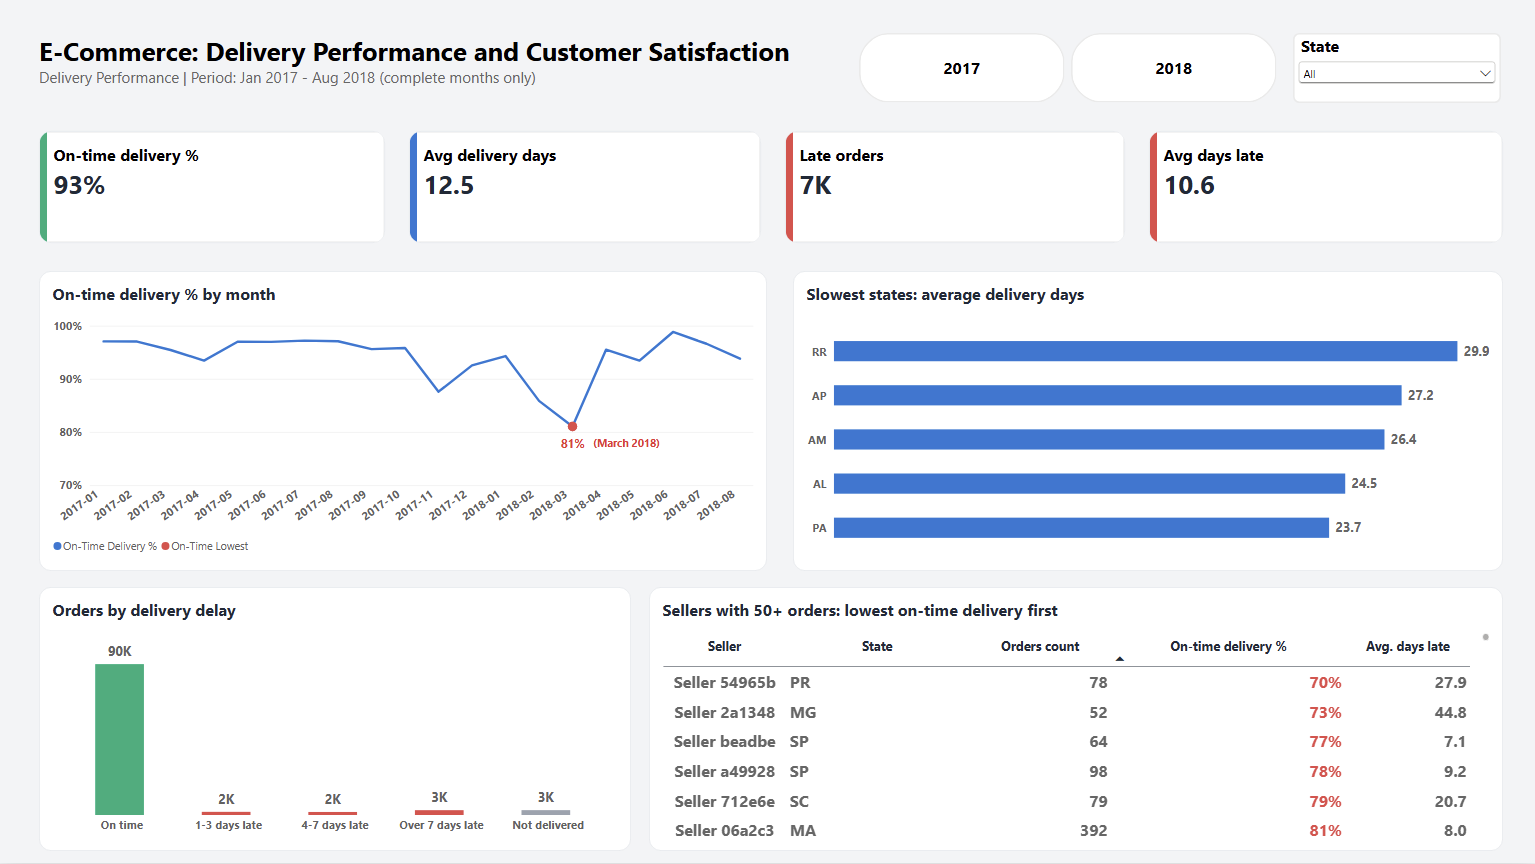 E-Commerce: Delivery Performance and Customer Satisfaction
Delivery Performance | Period: Jan 2017 - Aug 2018 (complete months only)
2017
2018
State
All
On-time delivery %
93%
Avg delivery days
12.5
Late orders
7K
Avg days late
10.6
On-time delivery % by month
100%
90%
80%
70%
81% (March 2018)
2017-01 2017-02 2017-03 2017-04 2017-05 2017-06 2017-07 2017-08 2017-09 2017-10 2017-11 2017-12 2018-01 2018-02 2018-03 2018-04 2018-05 2018-06 2018-07 2018-08
On-Time Delivery % On-Time Lowest
Slowest states: average delivery days
RR 29.9
AP 27.2
AM 26.4
AL 24.5
PA 23.7
Orders by delivery delay
90K 2K 2K 3K 3K
On time 1-3 days late 4-7 days late Over 7 days late Not delivered
Sellers with 50+ orders: lowest on-time delivery first
Seller State Orders count On-time delivery % Avg. days late
Seller 54965b PR 78 70% 27.9
Seller 2a1348 MG 52 73% 44.8
Seller beadbe SP 64 77% 7.1
Seller a49928 SP 98 78% 9.2
Seller 712e6e SC 79 79% 20.7
Seller 06a2c3 MA 392 81% 8.0